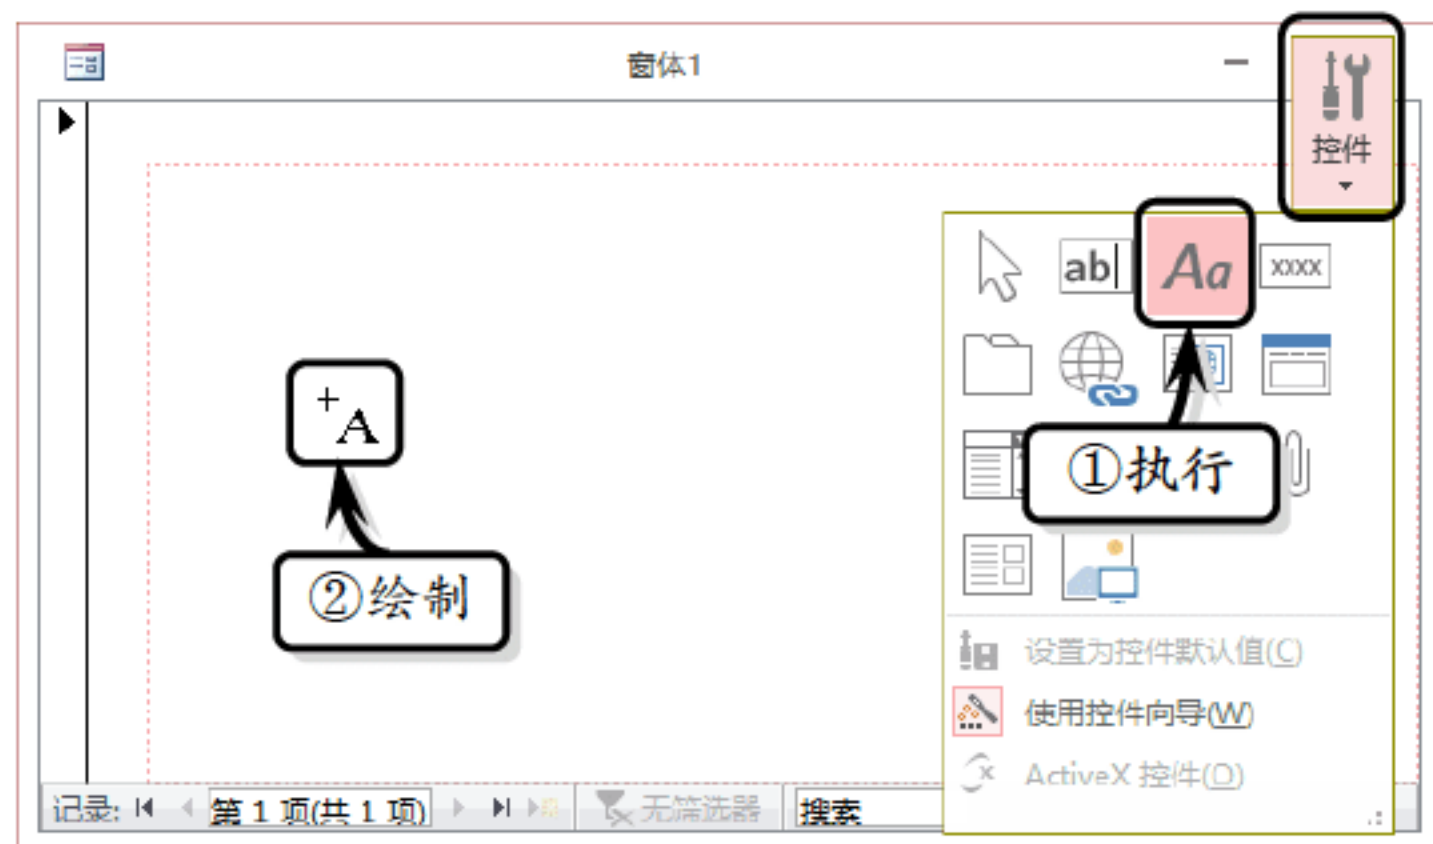 窗体1
控件
ab
Aa
xxxx
+A
①执行
②绘制
设置为控件默认值(C)
使用控件向导(W)
ActiveX 控件(O)
记录: 第 1 项(共 1 项) 无筛选器 搜索